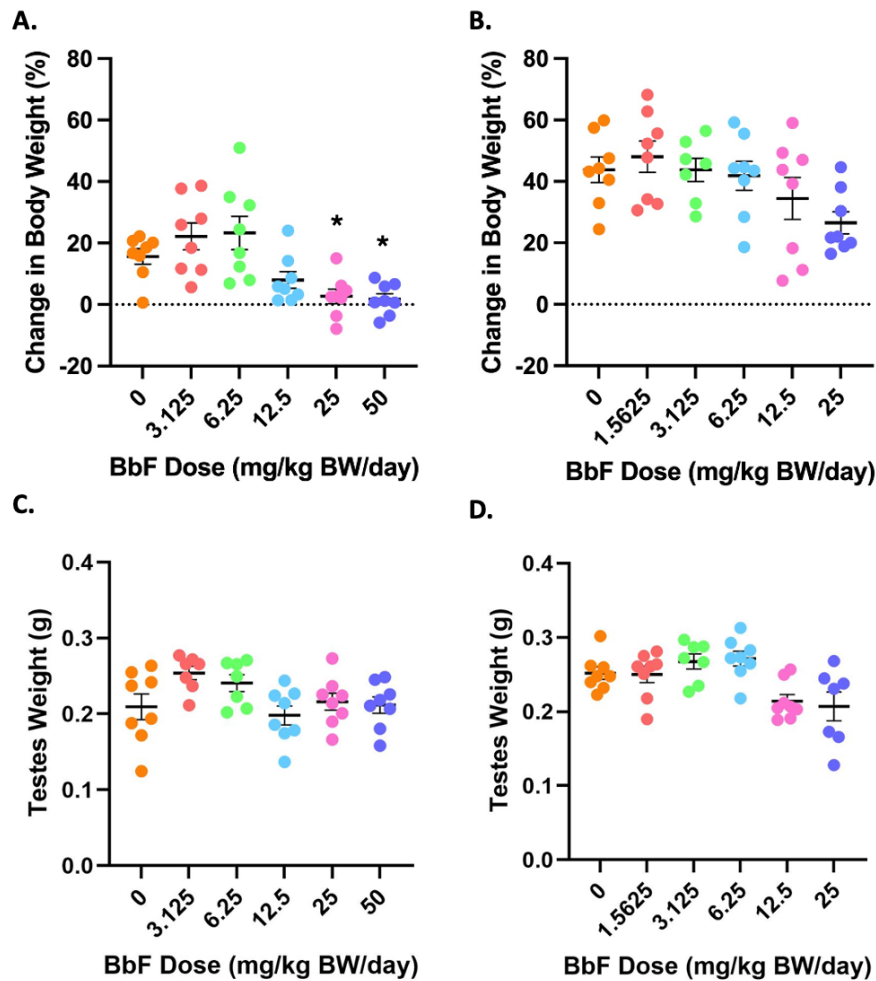 A.
Change in Body Weight (%)
80
60
40
20
0
-20
* *
0 3.125 6.25 12.5 25 50
BbF Dose (mg/kg BW/day)
B.
Change in Body Weight (%)
80
60
40
20
0
-20
0 1.5625 3.125 6.25 12.5 25
BbF Dose (mg/kg BW/day)
C.
Testes Weight (g)
0.4
0.3
0.2
0.1
0.0
0 3.125 6.25 12.5 25 50
BbF Dose (mg/kg BW/day)
D.
Testes Weight (g)
0.4
0.3
0.2
0.1
0.0
0 1.5625 3.125 6.25 12.5 25
BbF Dose (mg/kg BW/day)